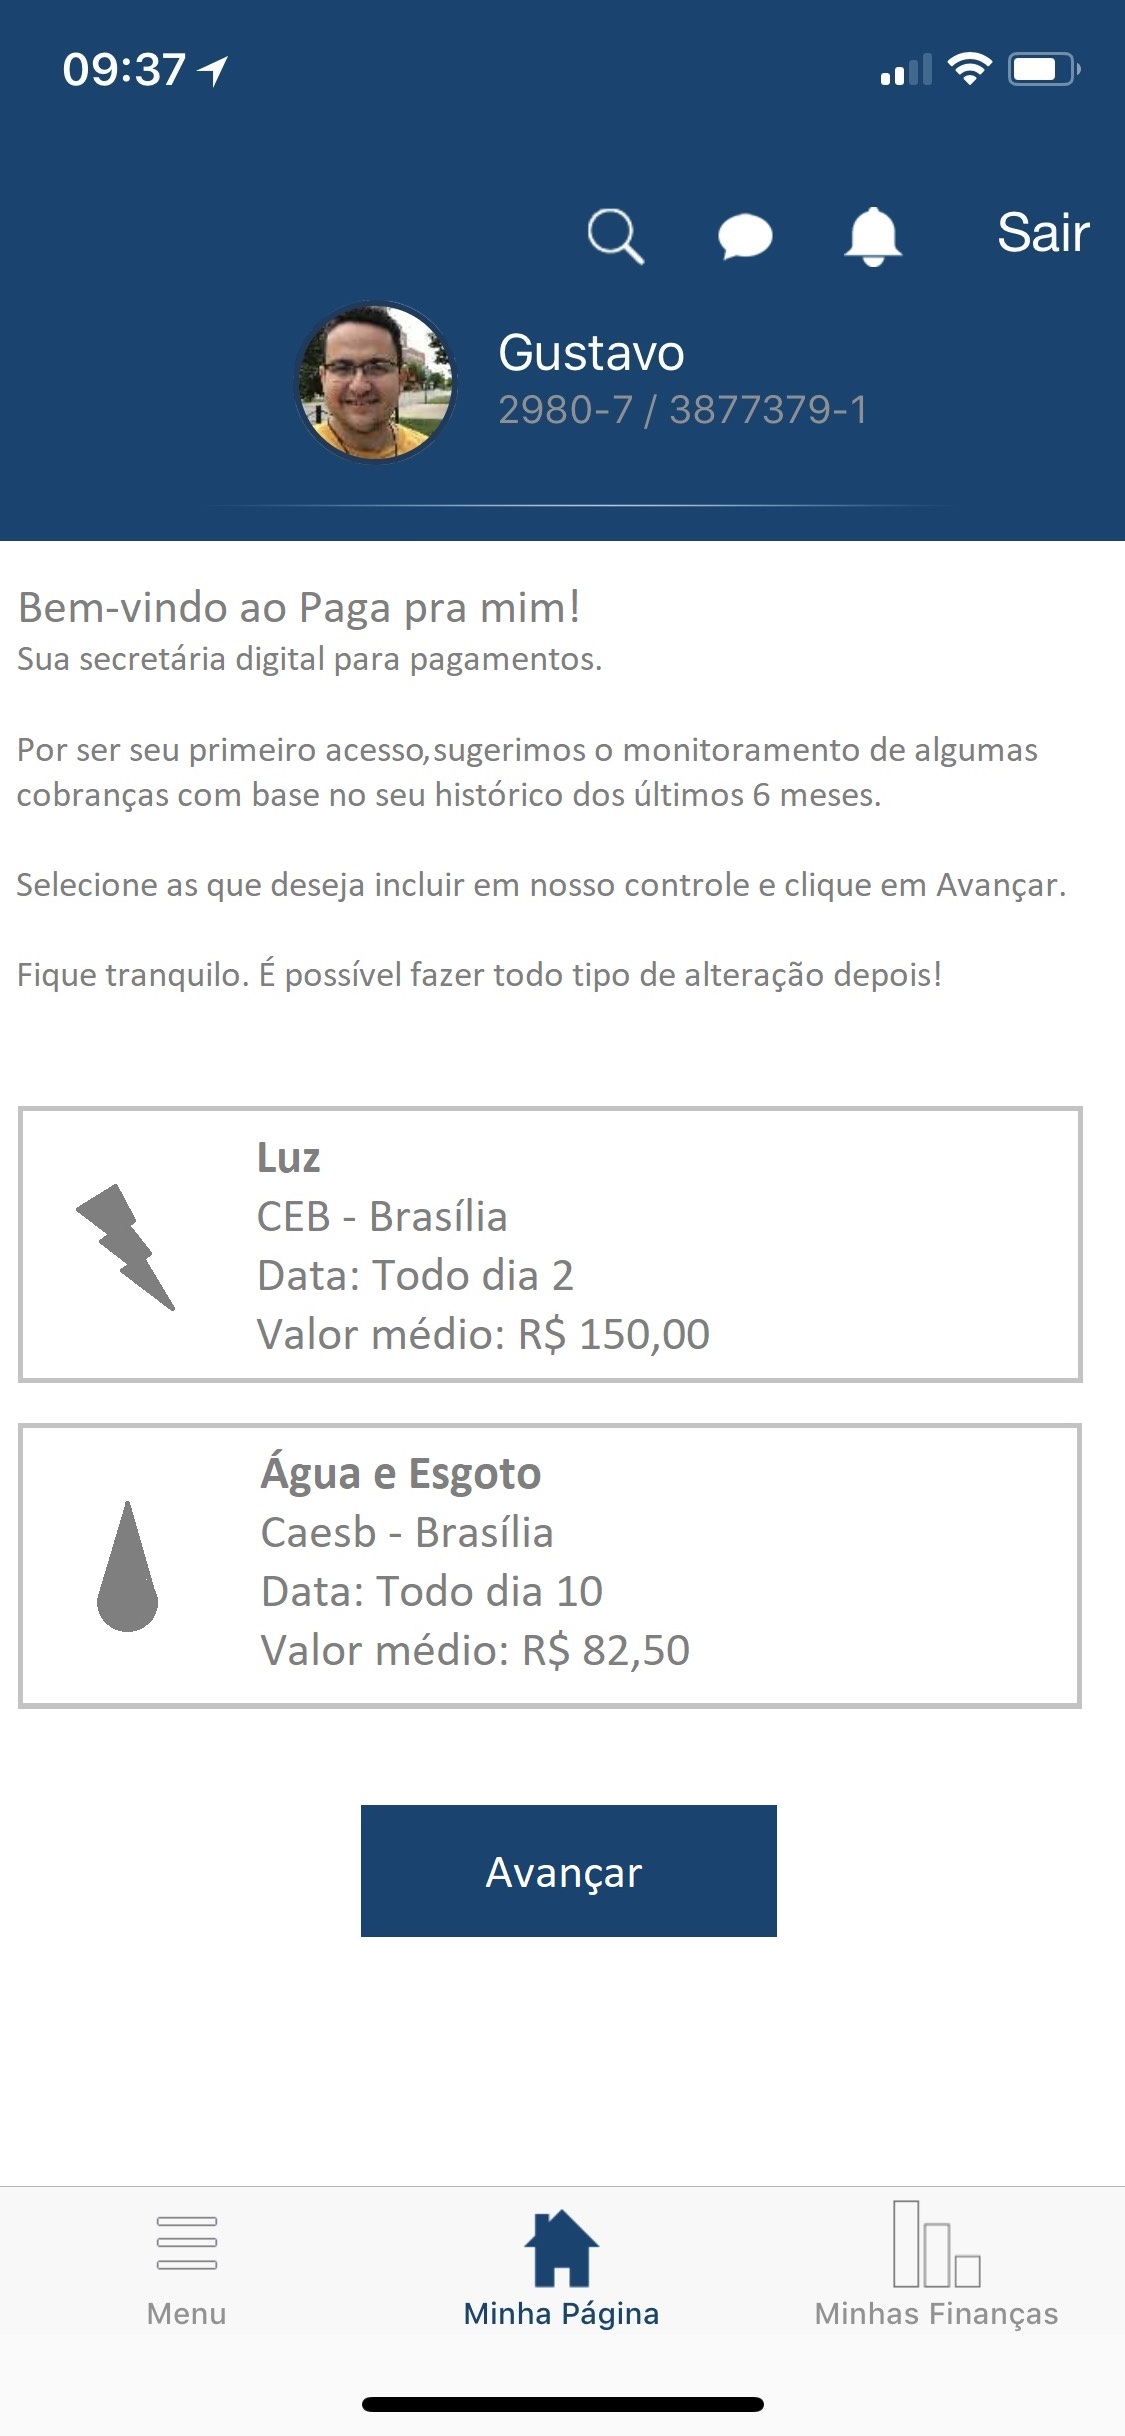 09:37
Sair
Gustavo
2980-7 / 3877379-1
Bem-vindo ao Paga pra mim!
Sua secretária digital para pagamentos.
Por ser seu primeiro acesso,sugerimos o monitoramento de algumas
cobranças com base no seu histórico dos últimos 6 meses.
Selecione as que deseja incluir em nosso controle e clique em Avançar.
Fique tranquilo. É possível fazer todo tipo de alteração depois!
Luz
CEB - Brasília
Data: Todo dia 2
Valor médio: R$ 150,00
Água e Esgoto
Caesb - Brasília
Data: Todo dia 10
Valor médio: R$ 82,50
Avançar
Menu
Minha Página
Minhas Finanças